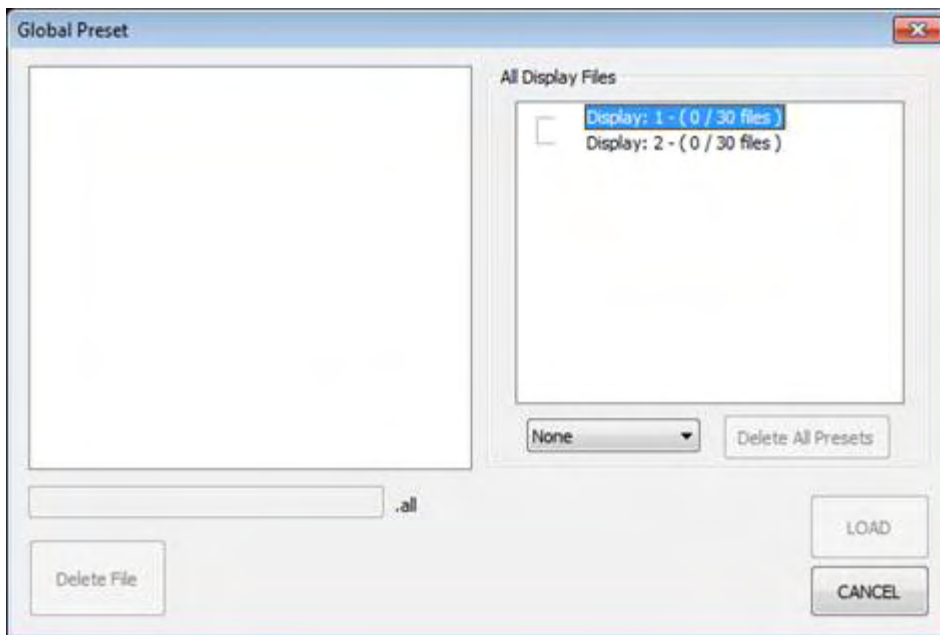 Global Preset
All Display Files
Display: 1 - ( 0 / 30 files )
Display: 2 - ( 0 / 30 files )
None
Delete All Presets
.all
LOAD
Delete File
CANCEL